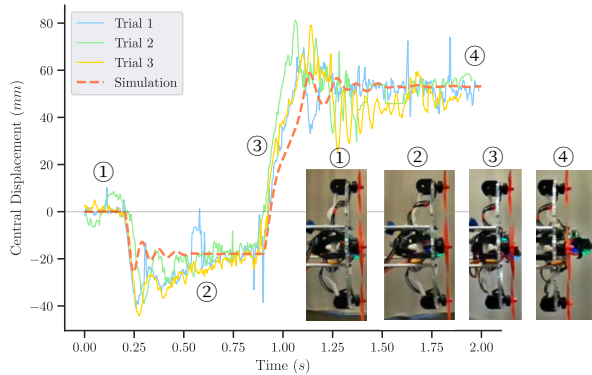 Trial 1
Trial 2
Trial 3
Simulation
Central Displacement (mm)
80
60
40
20
0
−20
−40
① ② ③ ④
① ② ③ ④
0.00 0.25 0.50 0.75 1.00 1.25 1.50 1.75 2.00
Time (s)